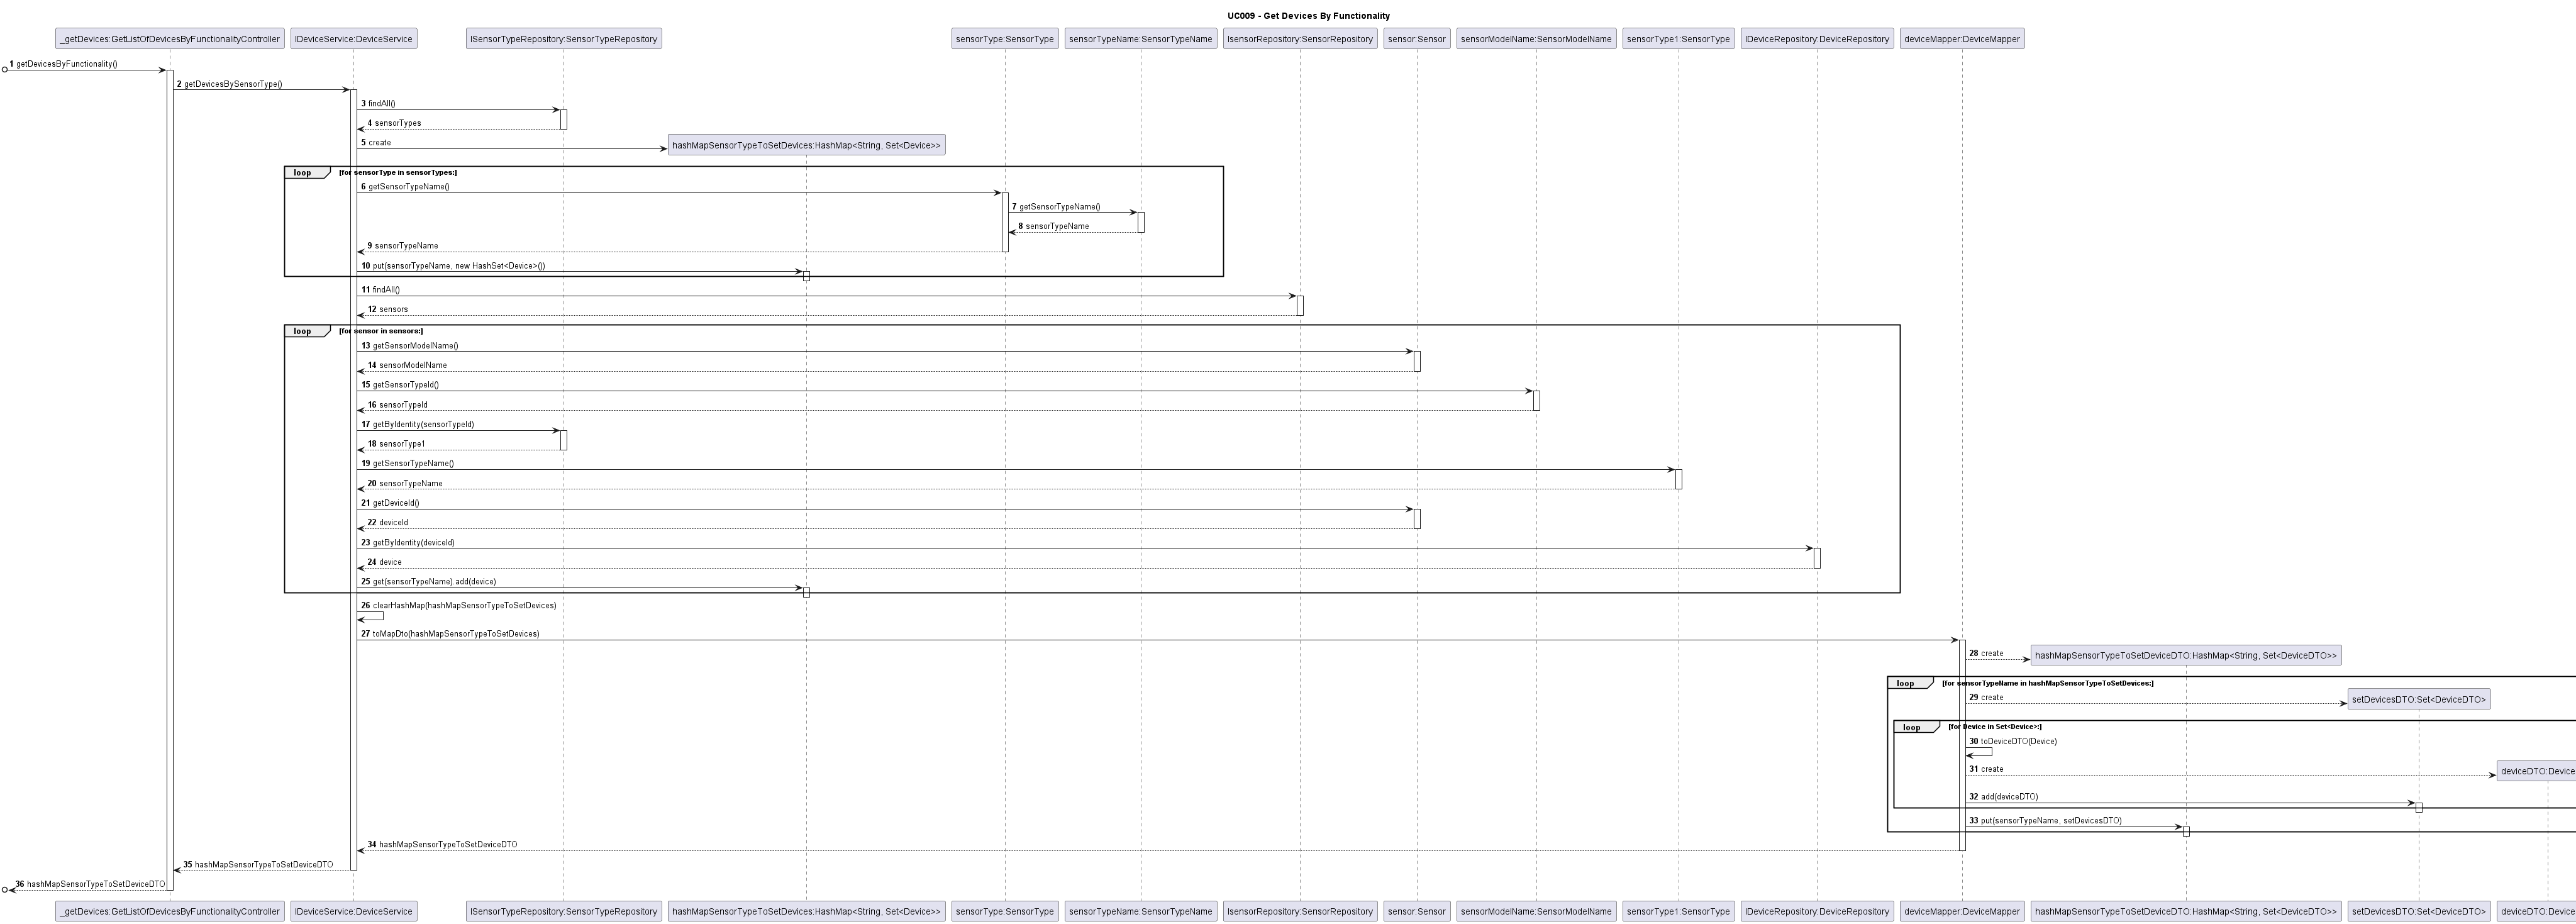 UC009 - Get Devices By Functionality
_getDevices:GetListOfDevicesByFunctionalityController
IDeviceService:DeviceService
ISensorTypeRepository:SensorTypeRepository
sensorType:SensorType
sensorTypeName:SensorTypeName
IsensorRepository:SensorRepository
sensor:Sensor
sensorModelName:SensorModelName
sensorType1:SensorType
IDeviceRepository:DeviceRepository
deviceMapper:DeviceMapper
1 getDevicesByFunctionality()
2 getDevicesBySensorType()
3 findAll()
4 sensorTypes
5 create
hashMapSensorTypeToSetDevices:HashMap<String, Set<Device>>
loop [for sensorType in sensorTypes:]
6 getSensorTypeName()
7 getSensorTypeName()
8 sensorTypeName
9 sensorTypeName
10 put(sensorTypeName, new HashSet<Device>())
11 findAll()
12 sensors
loop [for sensor in sensors:]
13 getSensorModelName()
14 sensorModelName
15 getSensorTypeId()
16 sensorTypeId
17 getByIdentity(sensorTypeId)
18 sensorType1
19 getSensorTypeName()
20 sensorTypeName
21 getDeviceId()
22 deviceId
23 getByIdentity(deviceId)
24 device
25 get(sensorTypeName).add(device)
26 clearHashMap(hashMapSensorTypeToSetDevices)
27 toMapDto(hashMapSensorTypeToSetDevices)
28 create
hashMapSensorTypeToSetDeviceDTO:HashMap<String, Set<DeviceDTO>>
loop [for sensorTypeName in hashMapSensorTypeToSetDevices:]
29 create
setDevicesDTO:Set<DeviceDTO>
loop [for Device in Set<Device>:]
30 toDeviceDTO(Device)
31 create
deviceDTO:Device
32 add(deviceDTO)
33 put(sensorTypeName, setDevicesDTO)
34 hashMapSensorTypeToSetDeviceDTO
35 hashMapSensorTypeToSetDeviceDTO
36 hashMapSensorTypeToSetDeviceDTO
_getDevices:GetListOfDevicesByFunctionalityController
IDeviceService:DeviceService
ISensorTypeRepository:SensorTypeRepository
hashMapSensorTypeToSetDevices:HashMap<String, Set<Device>>
sensorType:SensorType
sensorTypeName:SensorTypeName
IsensorRepository:SensorRepository
sensor:Sensor
sensorModelName:SensorModelName
sensorType1:SensorType
IDeviceRepository:DeviceRepository
deviceMapper:DeviceMapper
hashMapSensorTypeToSetDeviceDTO:HashMap<String, Set<DeviceDTO>>
setDevicesDTO:Set<DeviceDTO>
deviceDTO:Device